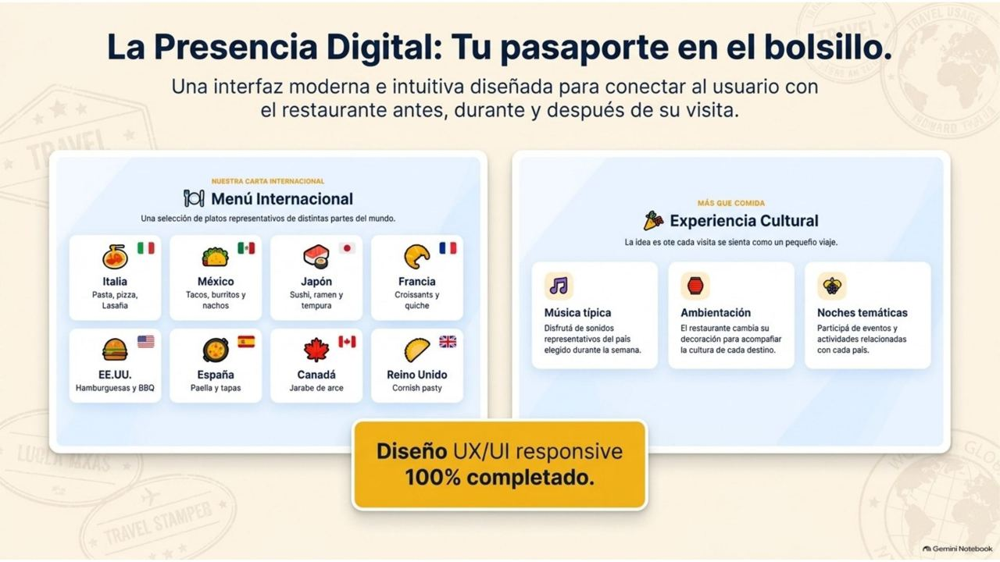 La Presencia Digital: Tu pasaporte en el bolsillo.
Una interfaz moderna e intuitiva diseñada para conectar al usuario con
el restaurante antes, durante y después de su visita.
NUESTRA CARTA INTERNACIONAL
Menú Internacional
Una selección de platos representativos de distintas partes del mundo.
Italia
Pasta, pizza,
Lasaña
México
Tacos, burritos y
nachos
Japón
Sushi, ramen y
tempura
Francia
Croissants y
quiche
EE.UU.
Hamburguesas y BBQ
España
Paella y tapas
Canadá
Jarabe de arce
Reino Unido
Cornish pasty
MÁS QUE COMIDA
Experiencia Cultural
La idea es ote cada visita se sienta como un pequeño viaje.
Música típica
Disfrutá de sonidos
representativos del país
elegido durante la semana.
Ambientación
El restaurante cambia su
decoración para acompañar
la cultura de cada destino.
Noches temáticas
Participá de eventos y
actividades relacionadas
con cada país.
Diseño UX/UI responsive
100% completado.
TRAVEL
TRAVEL USAGE
TRAVEL STAMPEB
Gemini Notebook